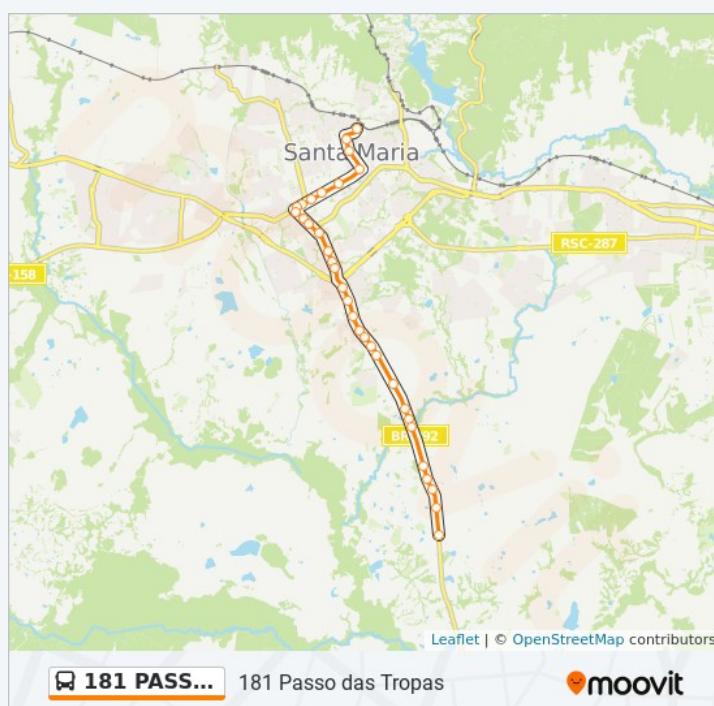 Santa Maria
RSC-287
-158
BR-392
Leaflet | © OpenStreetMap contributors
181 PASS... 181 Passo das Tropas moovit